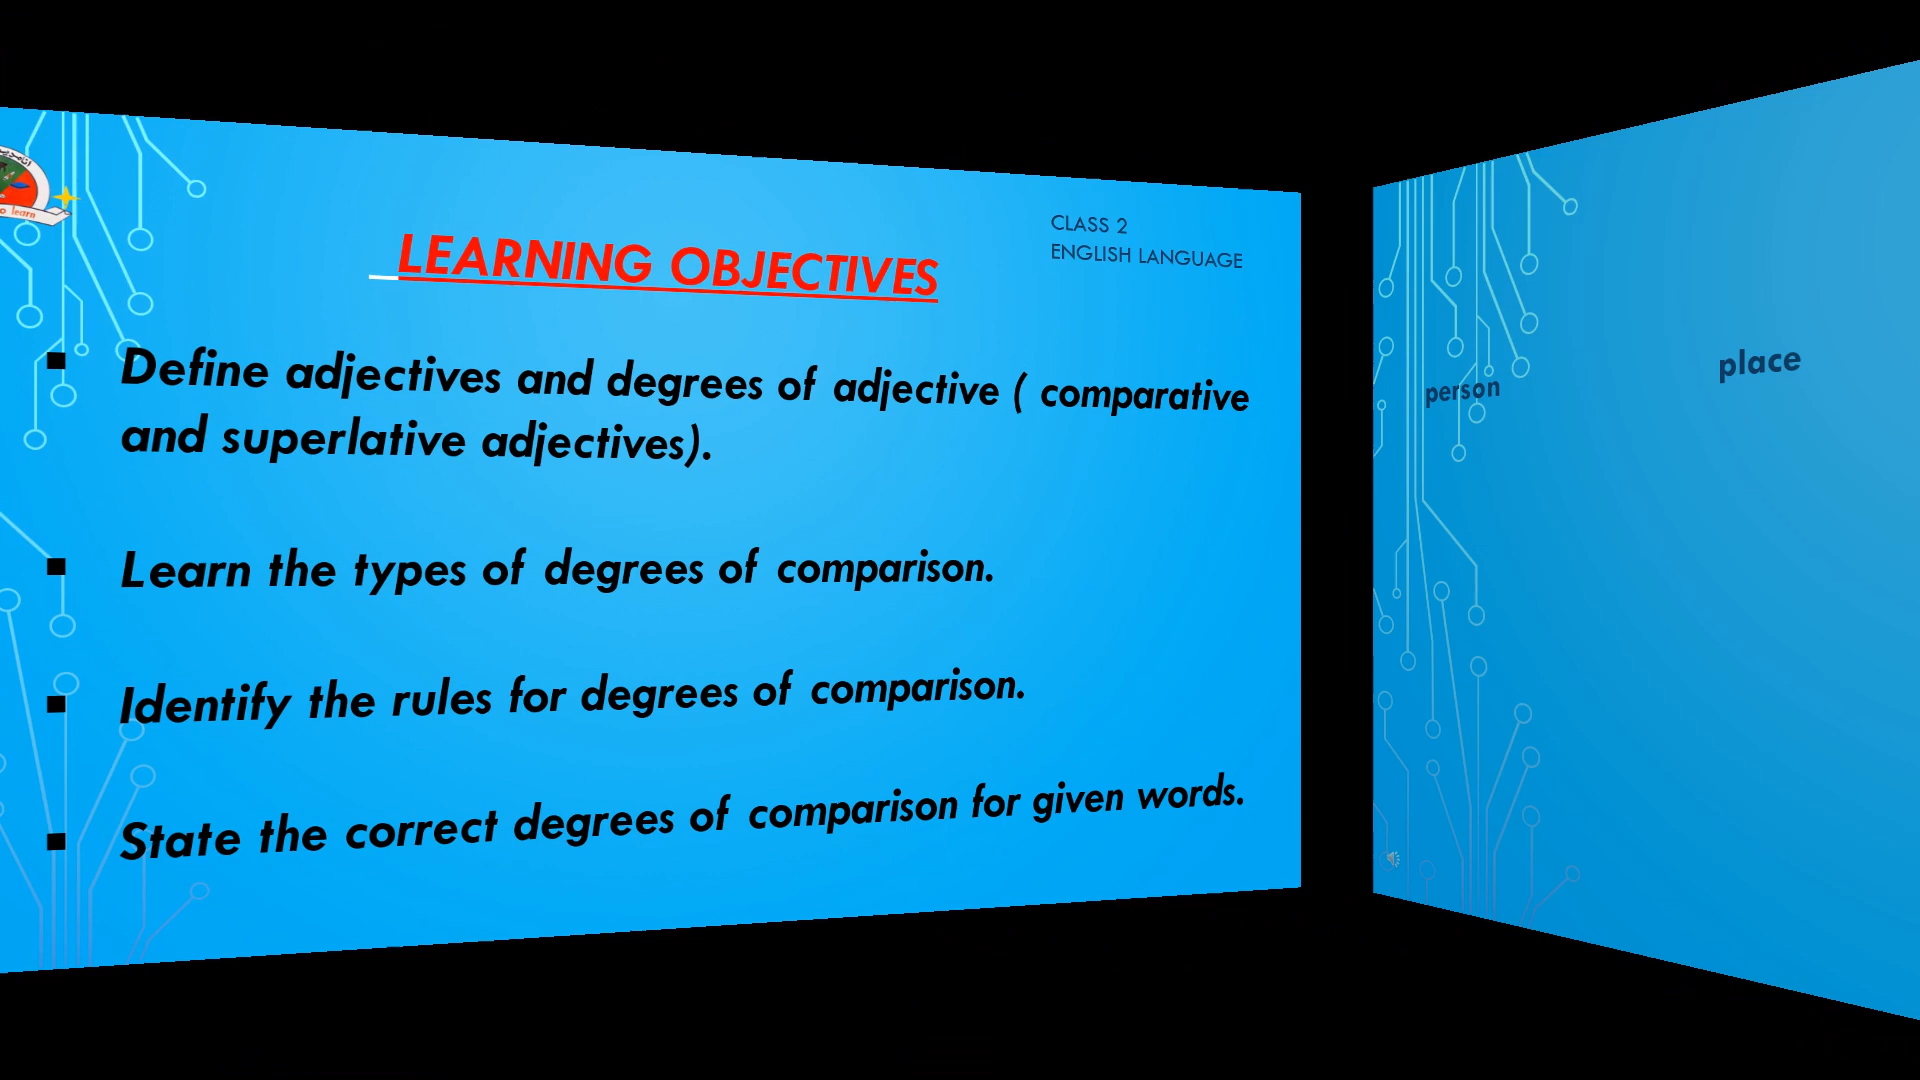 CLASS 2
ENGLISH LANGUAGE
LEARNING OBJECTIVES
Define adjectives and degrees of adjective ( comparative
and superlative adjectives).
Learn the types of degrees of comparison.
Identify the rules for degrees of comparison.
State the correct degrees of comparison for given words.
o learn
person
place